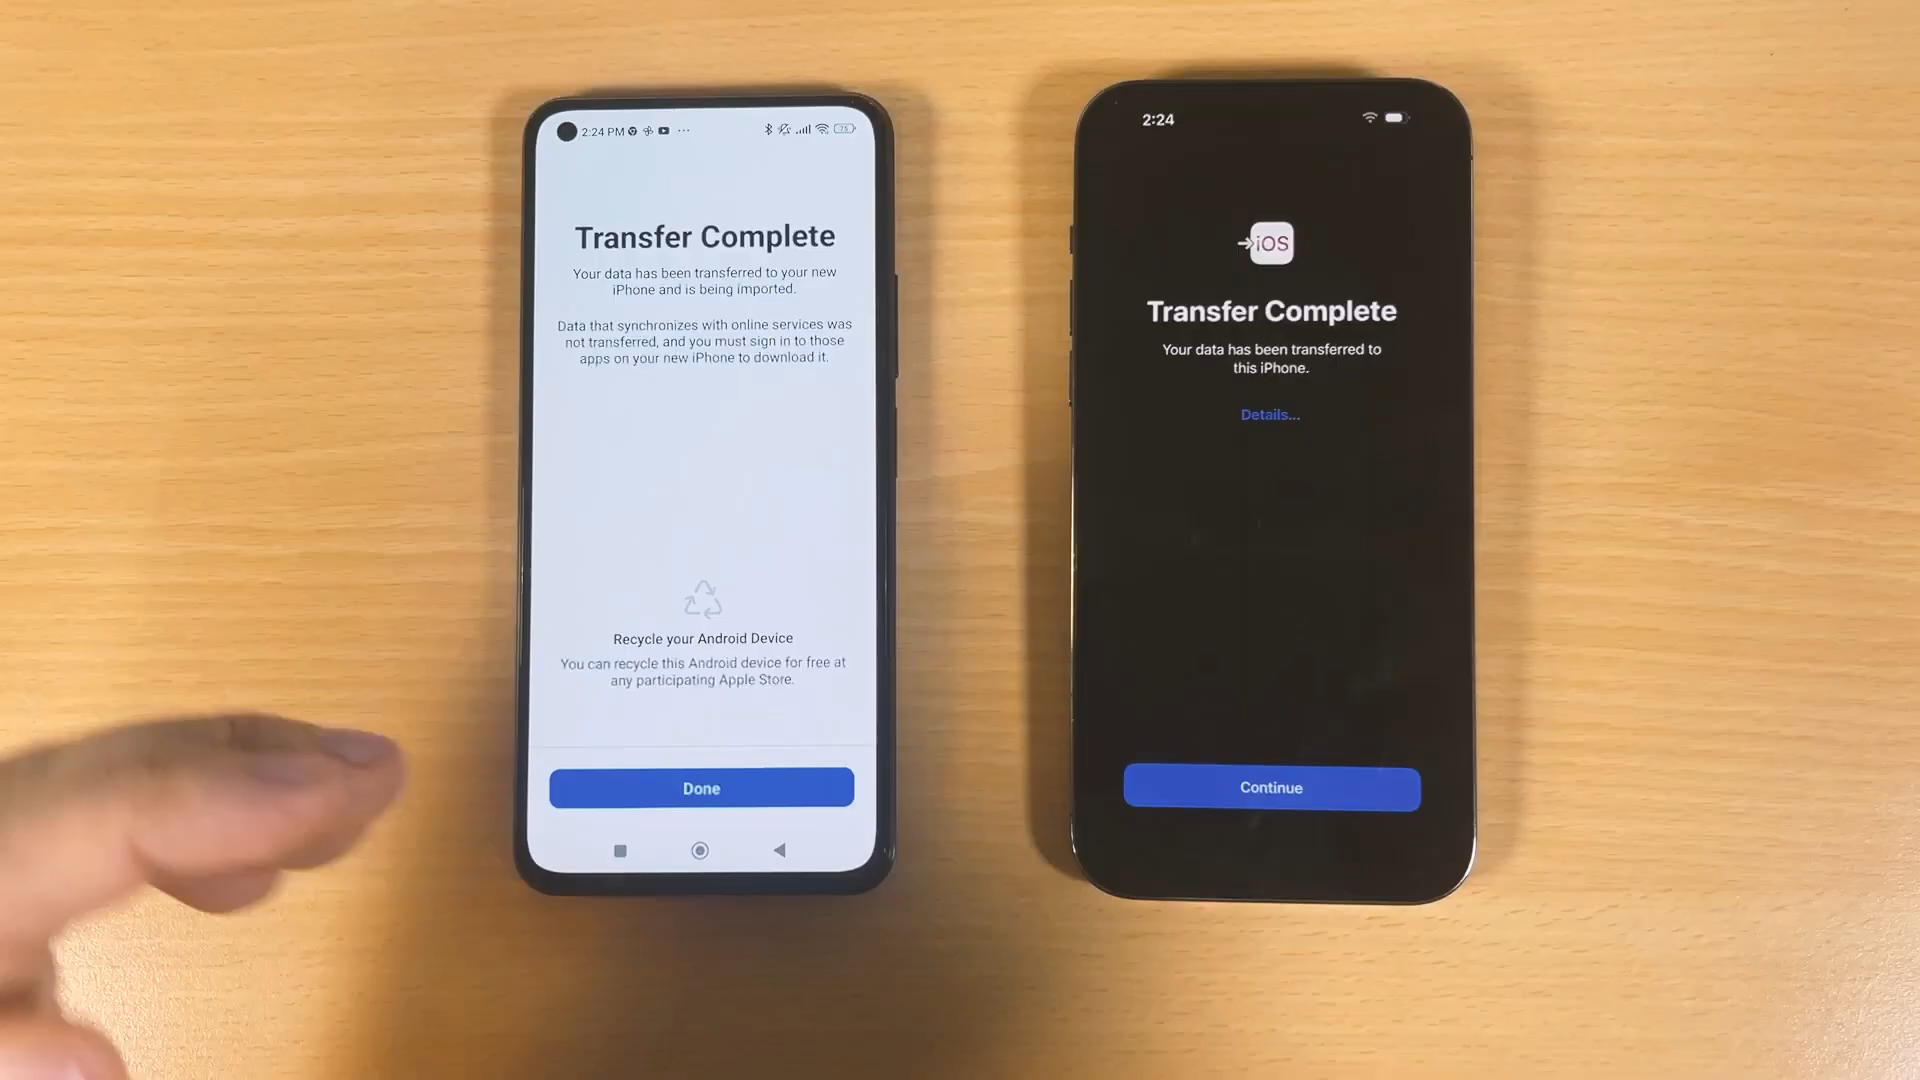 2:24 PM
75
Transfer Complete
Your data has been transferred to your new
iPhone and is being imported.
Data that synchronizes with online services was
not transferred, and you must sign in to those
apps on your new iPhone to download it.
Recycle your Android Device
You can recycle this Android device for free at
any participating Apple Store.
Done
2:24
iOS
Transfer Complete
Your data has been transferred to
this iPhone.
Details...
Continue